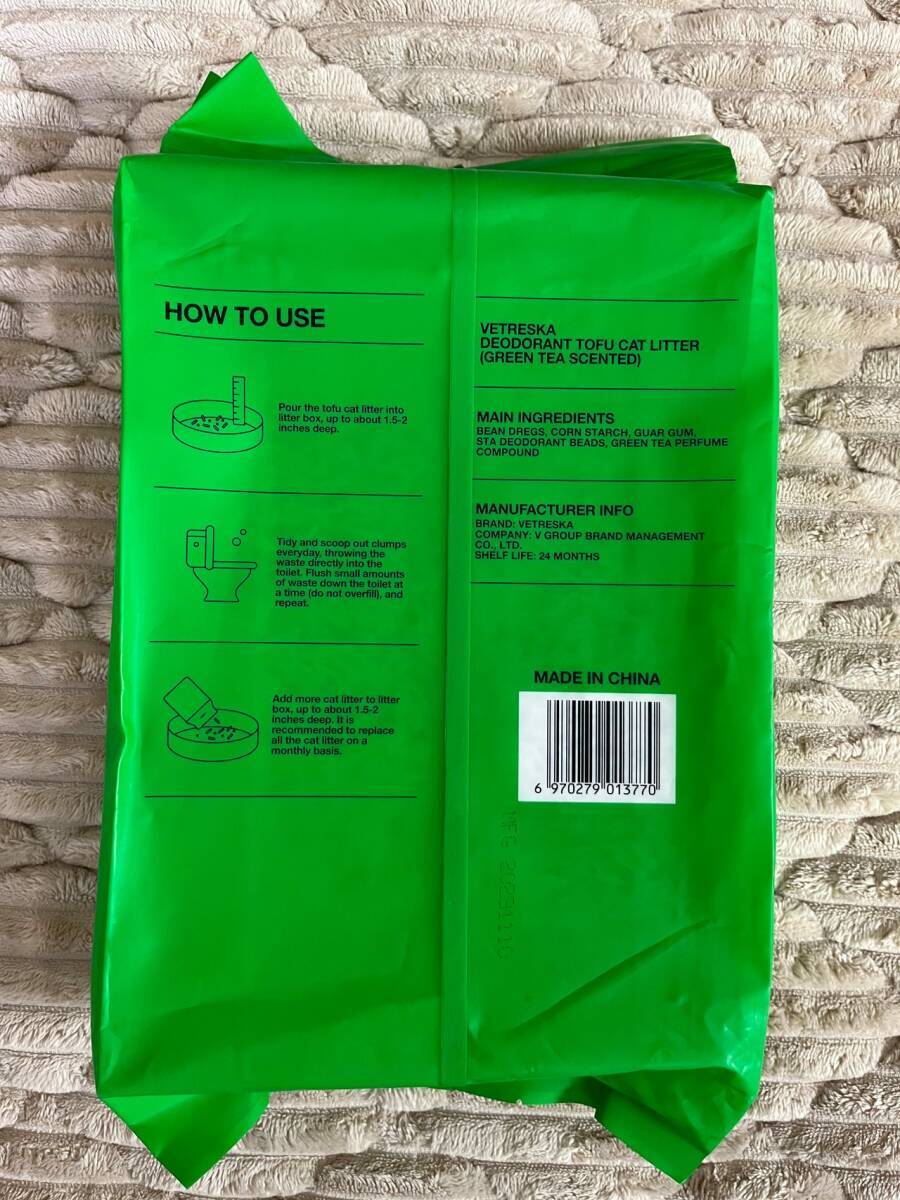 HOW TO USE
Pour the tofu cat litter into
litter box, up to about 1.5-2
inches deep.
Tidy and scoop out clumps
everyday, throwing the
waste directly into the
toilet. Flush small amounts
of waste down the toilet at
a time (do not overfill), and
repeat.
Add more cat litter to litter
box, up to about 1.5-2
inches deep. It is
recommended to replace
all the cat litter on a
monthly basis.
VETRESKA
DEODORANT TOFU CAT LITTER
(GREEN TEA SCENTED)
MAIN INGREDIENTS
BEAN DREGS, CORN STARCH, GUAR GUM,
STA DEODORANT BEADS, GREEN TEA PERFUME
COMPOUND
MANUFACTURER INFO
BRAND: VETRESKA
COMPANY: V GROUP BRAND MANAGEMENT
CO., LTD.
SHELF LIFE: 24 MONTHS
MADE IN CHINA
6 970279 013770
MFG 20231110